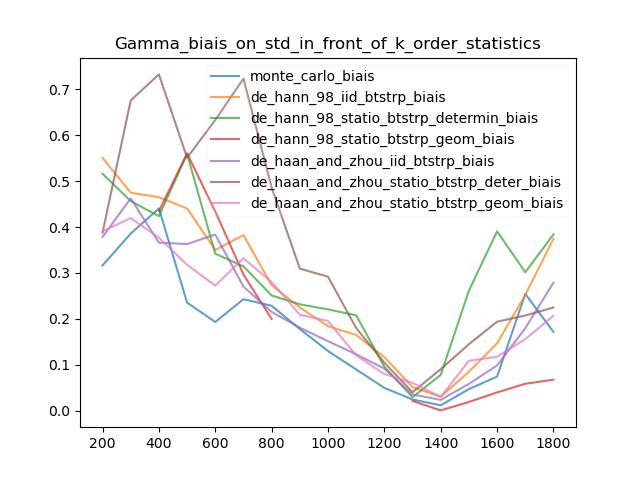 Gamma_biais_on_std_in_front_of_k_order_statistics
monte_carlo_biais
de_hann_98_iid_btstrp_biais
de_hann_98_statio_btstrp_determin_biais
de_hann_98_statio_btstrp_geom_biais
de_haan_and_zhou_iid_btstrp_biais
de_haan_and_zhou_statio_btstrp_deter_biais
de_haan_and_zhou_statio_btstrp_geom_biais
0.7
0.6
0.5
0.4
0.3
0.2
0.1
0.0
200 400 600 800 1000 1200 1400 1600 1800